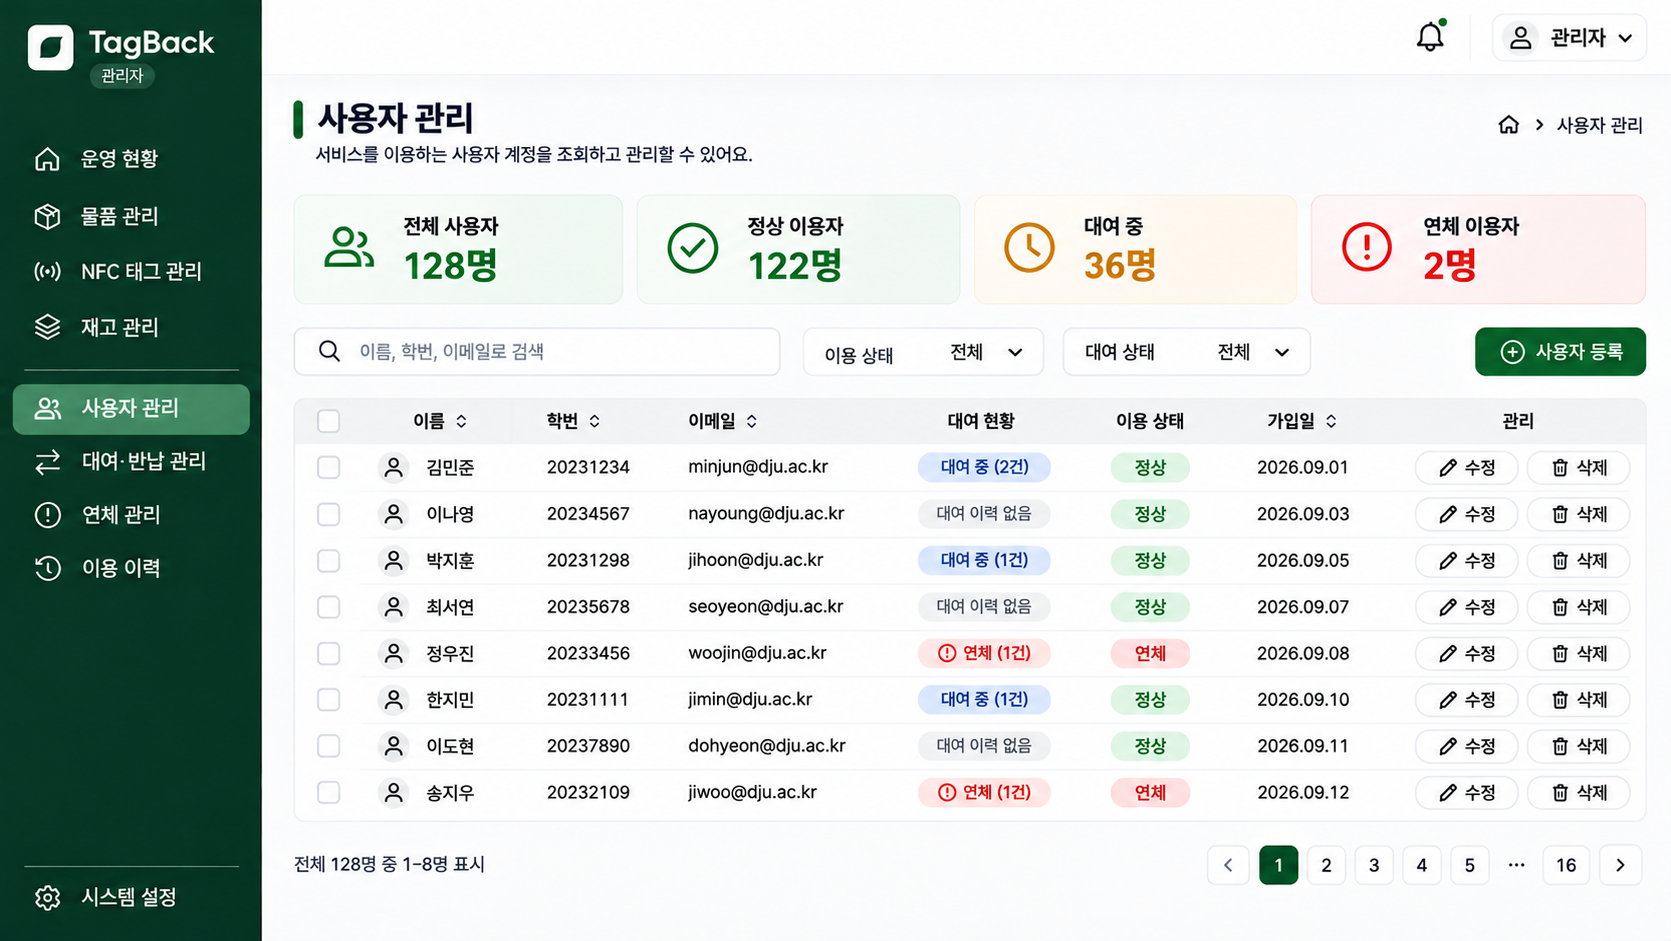 TagBack
관리자
운영 현황
물품 관리
NFC 태그 관리
재고 관리
사용자 관리
대여·반납 관리
연체 관리
이용 이력
시스템 설정
관리자
사용자 관리
서비스를 이용하는 사용자 계정을 조회하고 관리할 수 있어요.
사용자 관리
전체 사용자
128명
정상 이용자
122명
대여 중
36명
연체 이용자
2명
이름, 학번, 이메일로 검색
이용 상태 전체
대여 상태 전체
사용자 등록
이름 학번 이메일 대여 현황 이용 상태 가입일 관리
김민준 20231234 minjun@dju.ac.kr 대여 중 (2건) 정상 2026.09.01 수정 삭제
이나영 20234567 nayoung@dju.ac.kr 대여 이력 없음 정상 2026.09.03 수정 삭제
박지훈 20231298 jihoon@dju.ac.kr 대여 중 (1건) 정상 2026.09.05 수정 삭제
최서연 20235678 seoyeon@dju.ac.kr 대여 이력 없음 정상 2026.09.07 수정 삭제
정우진 20233456 woojin@dju.ac.kr 연체 (1건) 연체 2026.09.08 수정 삭제
한지민 20231111 jimin@dju.ac.kr 대여 중 (1건) 정상 2026.09.10 수정 삭제
이도현 20237890 dohyeon@dju.ac.kr 대여 이력 없음 정상 2026.09.11 수정 삭제
송지우 20232109 jiwoo@dju.ac.kr 연체 (1건) 연체 2026.09.12 수정 삭제
전체 128명 중 1-8명 표시
1 2 3 4 5 ... 16